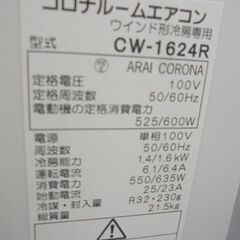 コロナルームエアコン
ウインド形冷房専用
型式 CW-1624R
ARAI CORONA
定格電圧 100V
定格周波数 50/60Hz
電動機の定格消費電力
525/600W
電源 単相100V
周波数 50/60Hz
冷房能力 1.4/1.6kW
運転電流 6.1/6.4A
消費電力 550/635W
始動電流 25/23A
冷媒・封入量 R32・230g
総質量 21.5kg